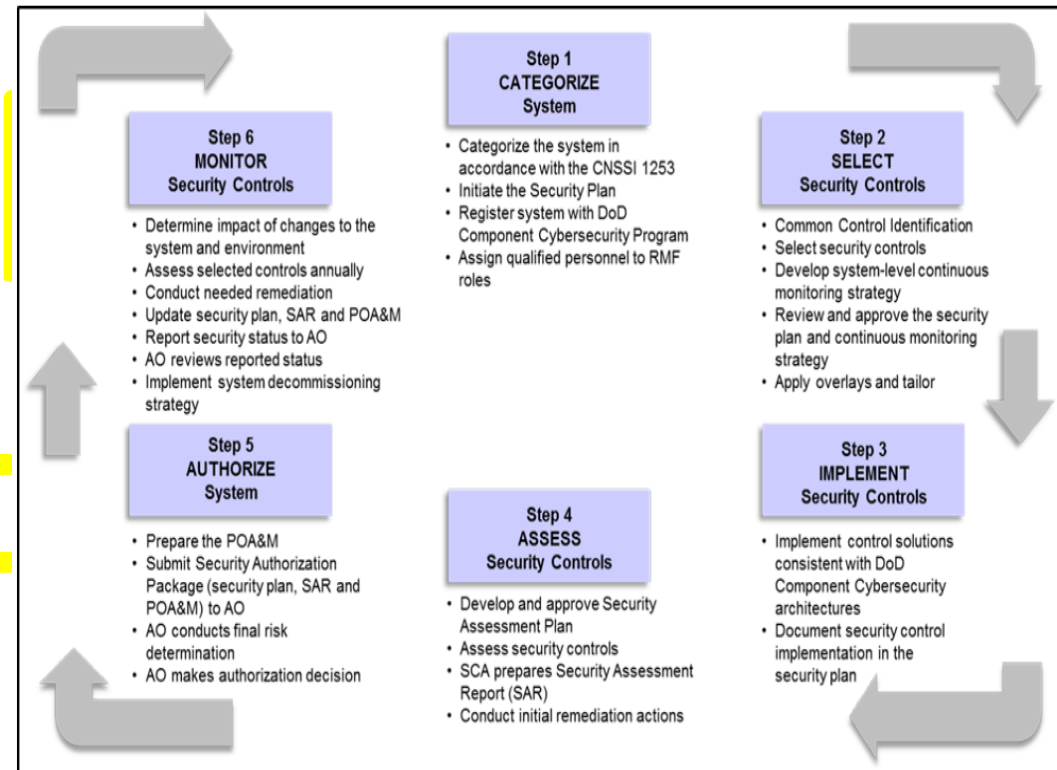 Step 1
CATEGORIZE
System
• Categorize the system in
accordance with the CNSSI 1253
• Initiate the Security Plan
• Register system with DoD
Component Cybersecurity Program
• Assign qualified personnel to RMF
roles
Step 2
SELECT
Security Controls
• Common Control Identification
• Select security controls
• Develop system-level continuous
monitoring strategy
• Review and approve the security
plan and continuous monitoring
strategy
• Apply overlays and tailor
Step 3
IMPLEMENT
Security Controls
• Implement control solutions
consistent with DoD
Component Cybersecurity
architectures
• Document security control
implementation in the
security plan
Step 4
ASSESS
Security Controls
• Develop and approve Security
Assessment Plan
• Assess security controls
• SCA prepares Security Assessment
Report (SAR)
• Conduct initial remediation actions
Step 5
AUTHORIZE
System
• Prepare the POA&M
• Submit Security Authorization
Package (security plan, SAR and
POA&M) to AO
• AO conducts final risk
determination
• AO makes authorization decision
Step 6
MONITOR
Security Controls
• Determine impact of changes to the
system and environment
• Assess selected controls annually
• Conduct needed remediation
• Update security plan, SAR and POA&M
• Report security status to AO
• AO reviews reported status
• Implement system decommissioning
strategy